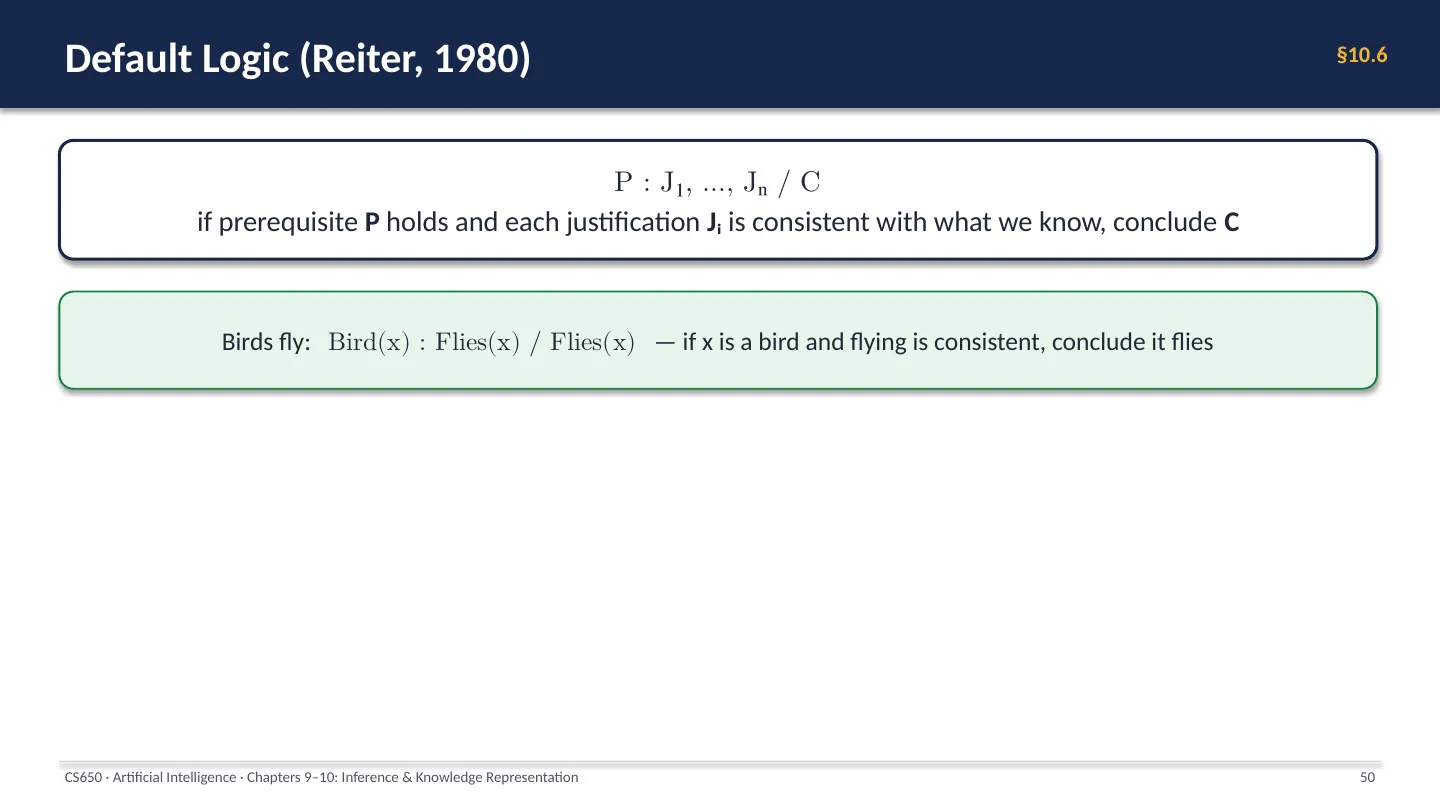 Default Logic (Reiter, 1980)
§10.6
P : J₁, ..., Jₙ / C
if prerequisite P holds and each justification Jᵢ is consistent with what we know, conclude C
Birds fly: Bird(x) : Flies(x) / Flies(x) — if x is a bird and flying is consistent, conclude it flies
CS650 · Artificial Intelligence · Chapters 9–10: Inference & Knowledge Representation
50